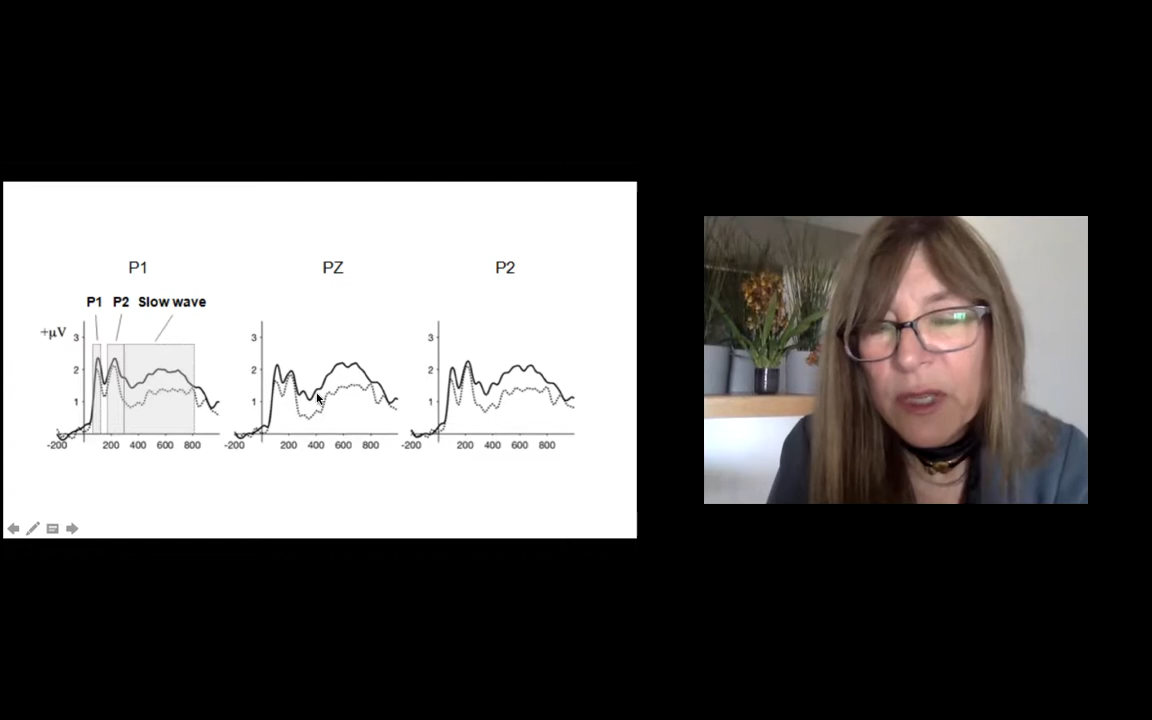 P1 PZ P2
P1 P2 Slow wave
+μV
3 3 3
2 2 2
1 1 1
-200 200 400 600 800 -200 200 400 600 800 -200 200 400 600 800